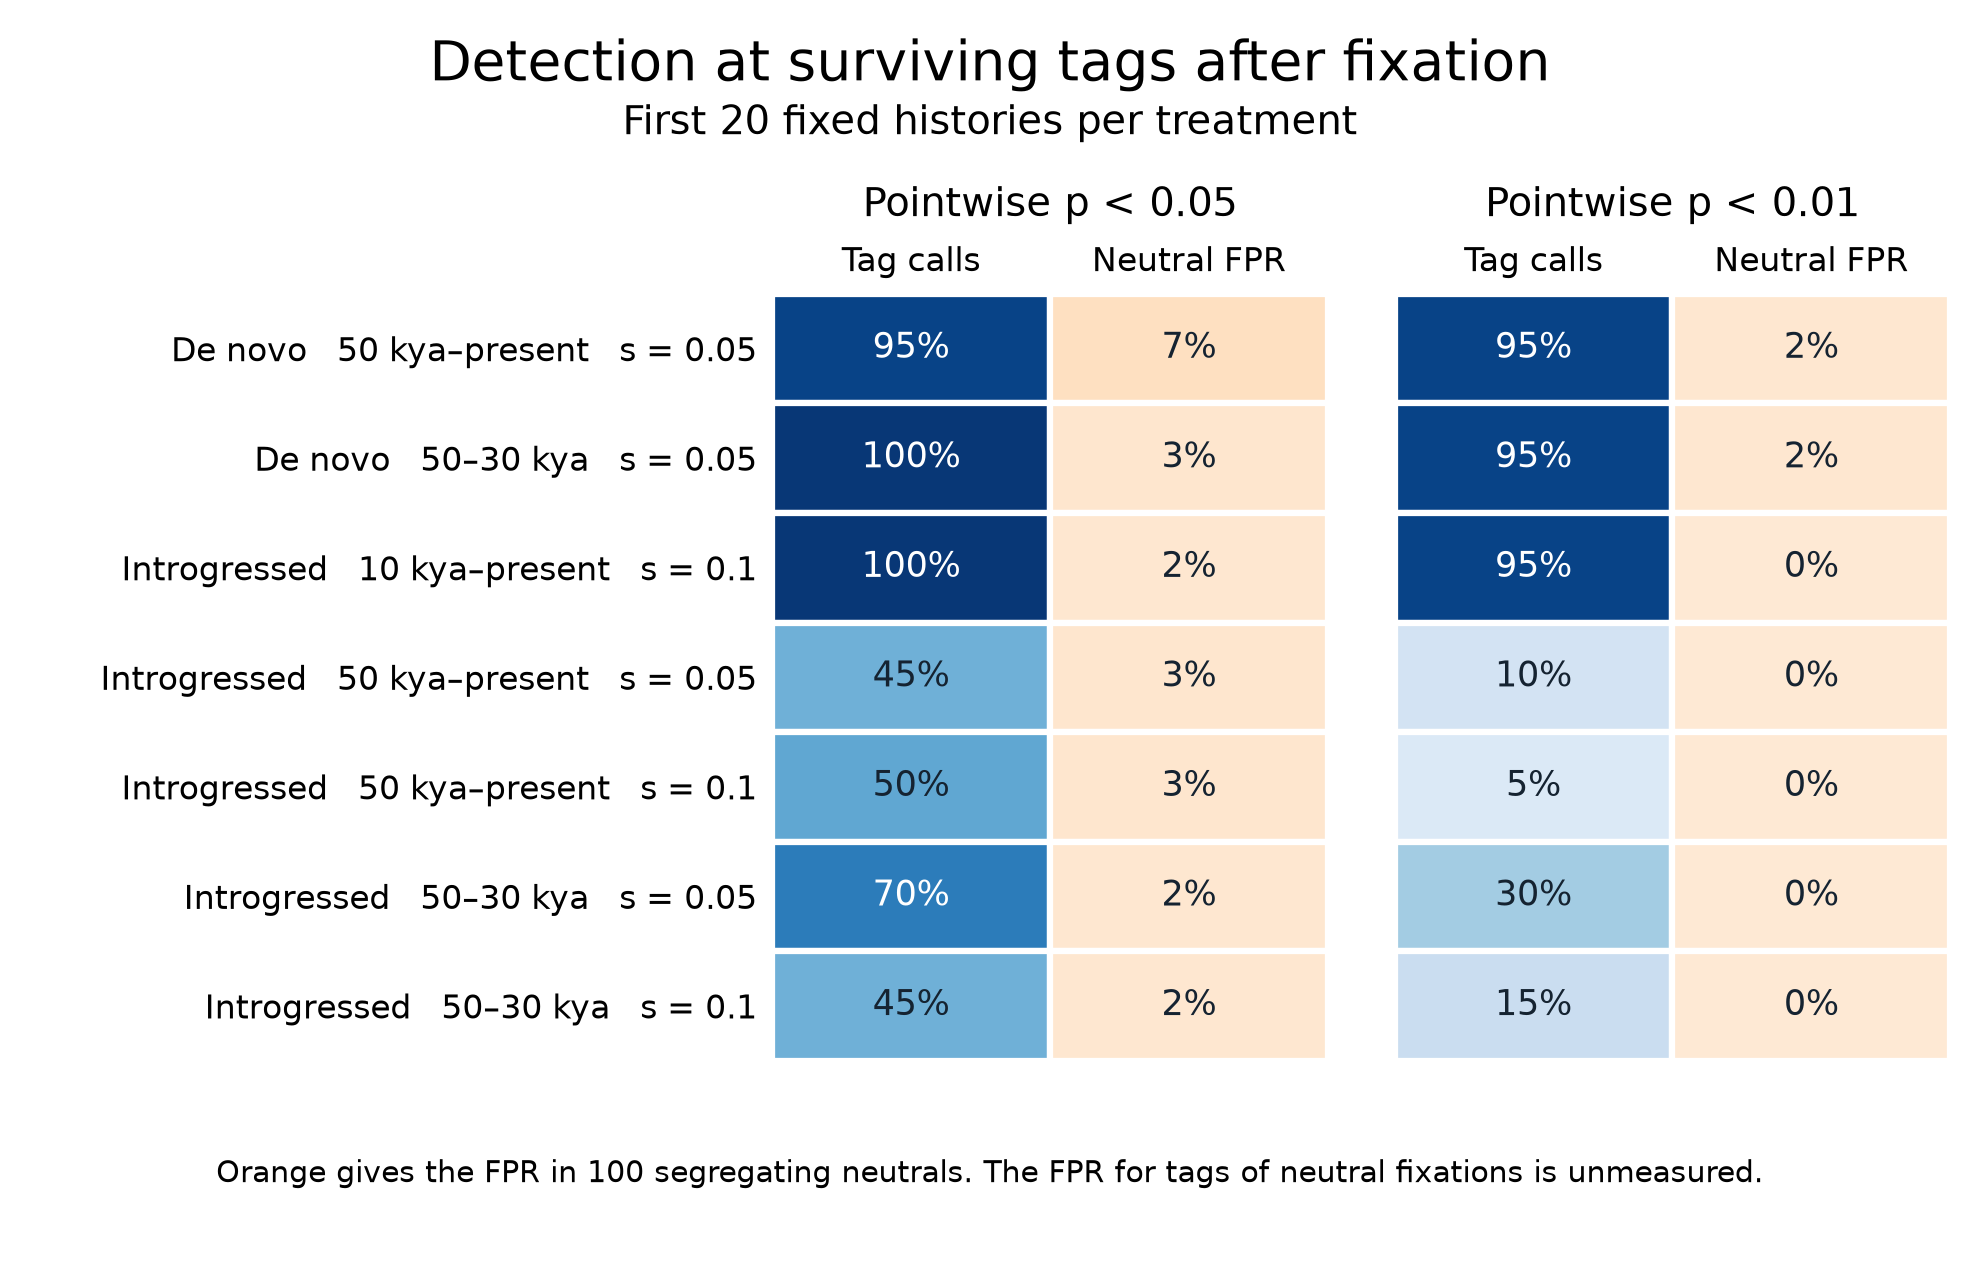 Detection at surviving tags after fixation
First 20 fixed histories per treatment
Pointwise p < 0.05 Pointwise p < 0.01
Tag calls Neutral FPR Tag calls Neutral FPR
De novo 50 kya–present s = 0.05 95% 7% 95% 2%
De novo 50–30 kya s = 0.05 100% 3% 95% 2%
Introgressed 10 kya–present s = 0.1 100% 2% 95% 0%
Introgressed 50 kya–present s = 0.05 45% 3% 10% 0%
Introgressed 50 kya–present s = 0.1 50% 3% 5% 0%
Introgressed 50–30 kya s = 0.05 70% 2% 30% 0%
Introgressed 50–30 kya s = 0.1 45% 2% 15% 0%
Orange gives the FPR in 100 segregating neutrals. The FPR for tags of neutral fixations is unmeasured.